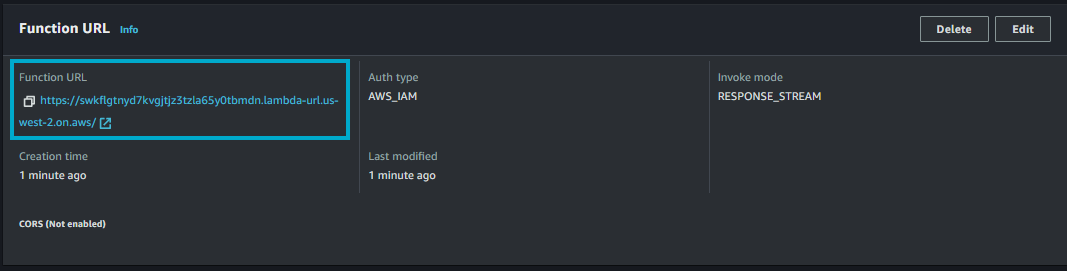 Function URL Info
Delete
Edit
Function URL
https://swkflgtnyd7kvgjtjz3tzla65y0tbmdn.lambda-url.us-
west-2.on.aws/
Auth type
AWS_IAM
Invoke mode
RESPONSE_STREAM
Creation time
1 minute ago
Last modified
1 minute ago
CORS (Not enabled)